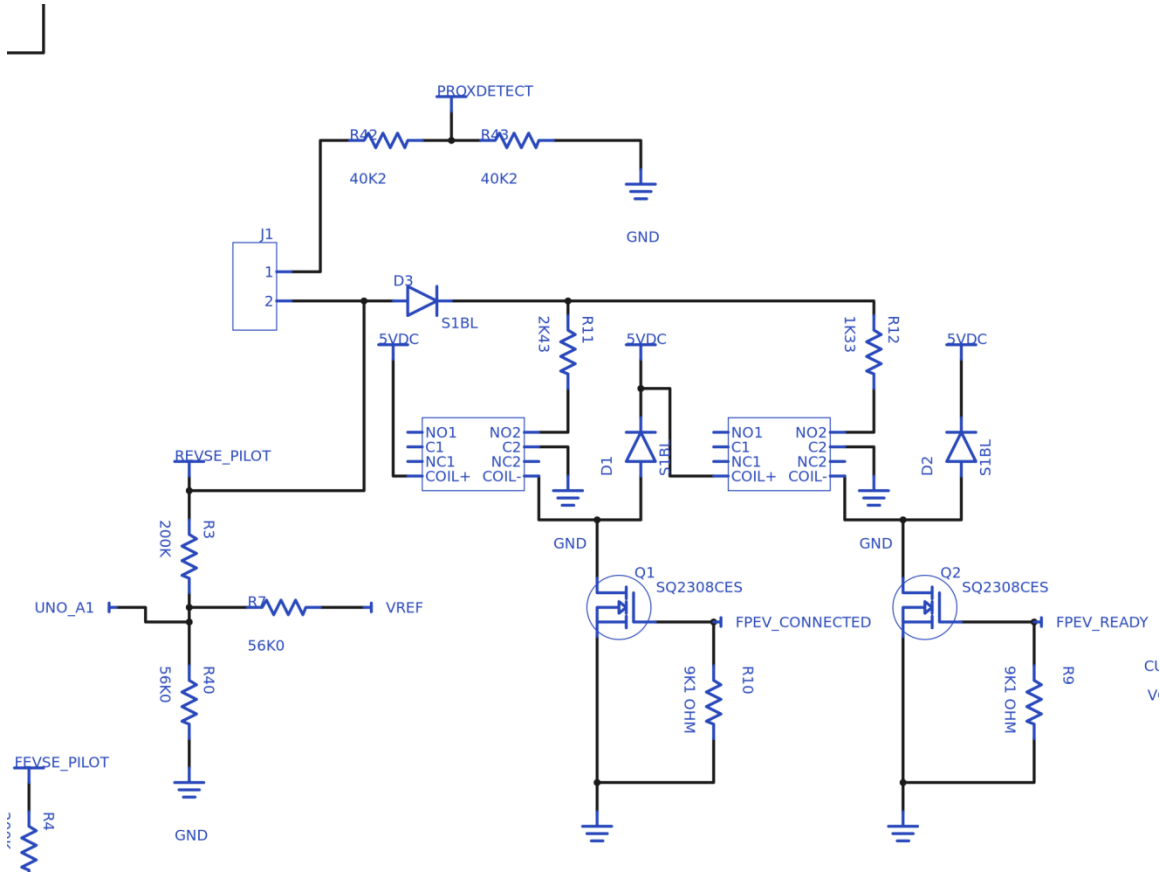 PROXDETECT
R42
R43
40K2
40K2
GND
J1
1
2
D3
S1BL
5VDC
2K43
R11
5VDC
1K33
R12
5VDC
NO1
C1
NC1
COIL+
NO2
C2
NC2
COIL-
D1
S1BL
NO1
C1
NC1
COIL+
NO2
C2
NC2
COIL-
D2
S1BL
REVSE_PILOT
200K
R3
GND
GND
Q1
SQ2308CES
Q2
SQ2308CES
UNO_A1
R7
VREF
56K0
FPEV_CONNECTED
FPEV_READY
56K0
R40
9K1 OHM
R10
9K1 OHM
R9
FEVSE_PILOT
R4
GND